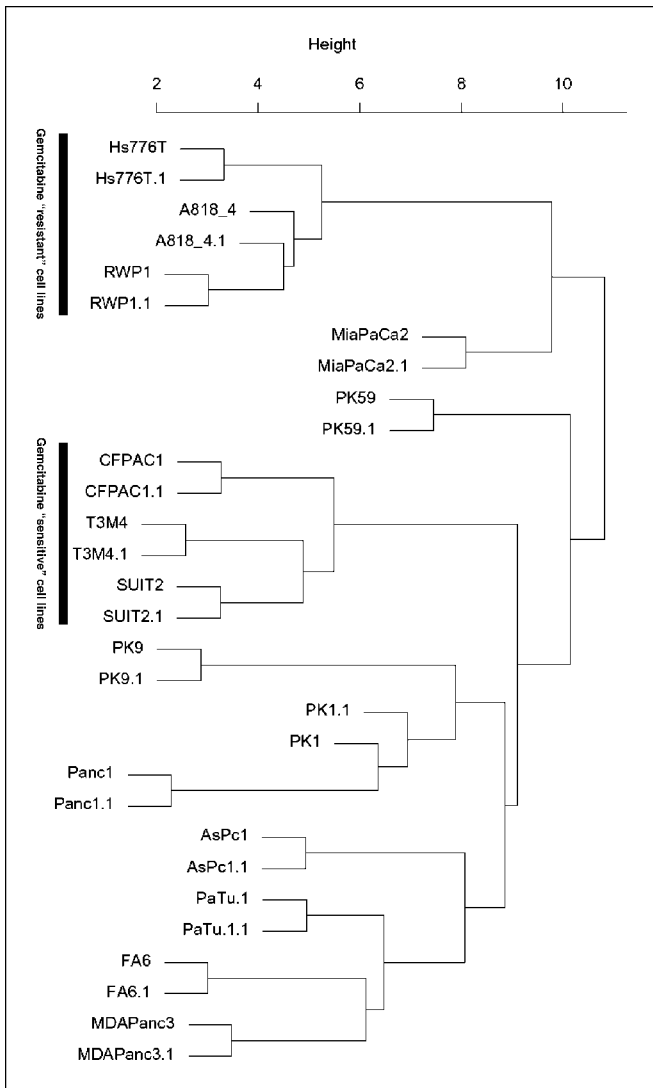 Height
2 4 6 8 10
Gemcitabine "resistant" cell lines
Hs776T
Hs776T.1
A818_4
A818_4.1
RWP1
RWP1.1
MiaPaCa2
MiaPaCa2.1
PK59
PK59.1
Gemcitabine "sensitive" cell lines
CFPAC1
CFPAC1.1
T3M4
T3M4.1
SUIT2
SUIT2.1
PK9
PK9.1
PK1.1
PK1
Panc1
Panc1.1
AsPc1
AsPc1.1
PaTu.1
PaTu.1.1
FA6
FA6.1
MDAPanc3
MDAPanc3.1